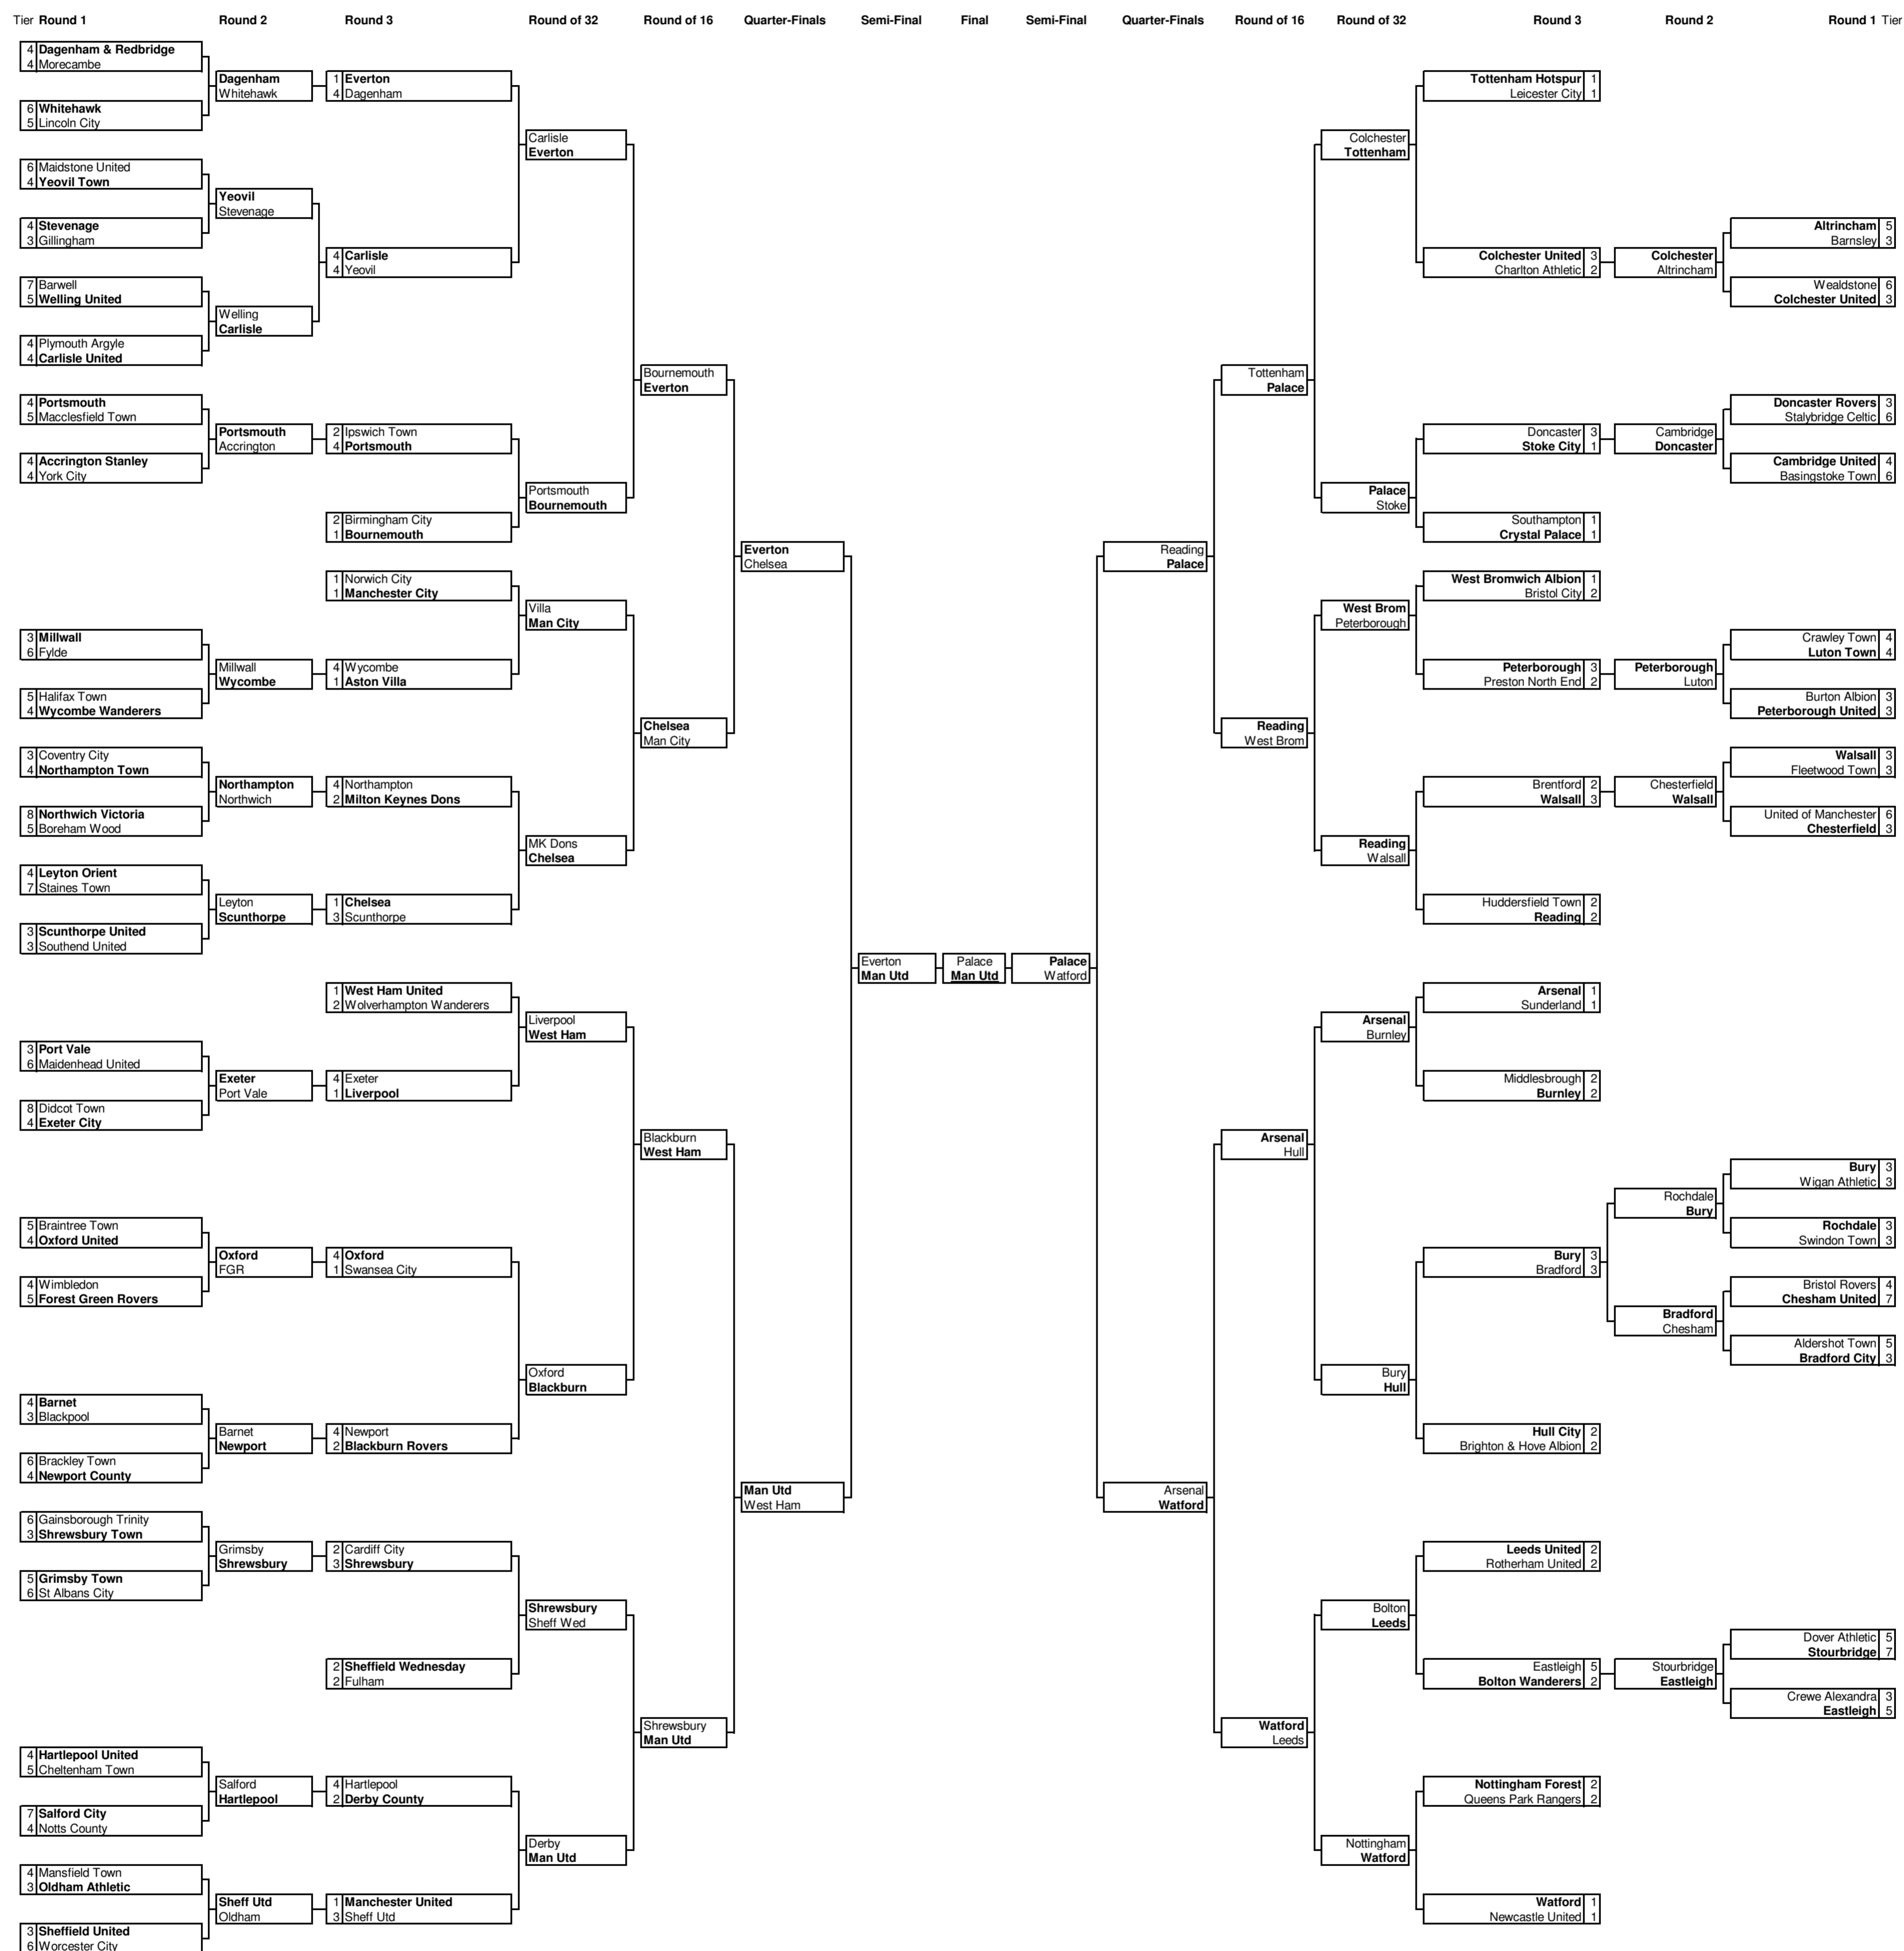 Tier Round 1 Round 2 Round 3 Round of 32 Round of 16 Quarter-Finals Semi-Final Final Semi-Final Quarter-Finals Round of 16 Round of 32 Round 3 Round 2 Round 1 Tier
4 Dagenham & Redbridge
4 Morecambe
6 Whitehawk
5 Lincoln City
6 Maidstone United
4 Yeovil Town
4 Stevenage
3 Gillingham
7 Barwell
5 Welling United
4 Plymouth Argyle
4 Carlisle United
4 Portsmouth
5 Macclesfield Town
4 Accrington Stanley
4 York City
3 Millwall
6 Fylde
5 Halifax Town
4 Wycombe Wanderers
3 Coventry City
4 Northampton Town
8 Northwich Victoria
5 Boreham Wood
4 Leyton Orient
7 Staines Town
3 Scunthorpe United
3 Southend United
3 Port Vale
6 Maidenhead United
8 Didcot Town
4 Exeter City
5 Braintree Town
4 Oxford United
4 Wimbledon
5 Forest Green Rovers
4 Barnet
3 Blackpool
6 Brackley Town
4 Newport County
6 Gainsborough Trinity
3 Shrewsbury Town
5 Grimsby Town
6 St Albans City
4 Hartlepool United
5 Cheltenham Town
7 Salford City
4 Notts County
4 Mansfield Town
3 Oldham Athletic
3 Sheffield United
6 Worcester City
Dagenham
Whitehawk
Yeovil
Stevenage
Welling
Carlisle
Portsmouth
Accrington
Millwall
Wycombe
Northampton
Northwich
Leyton
Scunthorpe
Exeter
Port Vale
Oxford
FGR
Barnet
Newport
Grimsby
Shrewsbury
Salford
Hartlepool
Sheff Utd
Oldham
1 Everton
4 Dagenham
4 Carlisle
4 Yeovil
2 Ipswich Town
4 Portsmouth
2 Birmingham City
1 Bournemouth
1 Norwich City
1 Manchester City
4 Wycombe
1 Aston Villa
4 Northampton
2 Milton Keynes Dons
1 Chelsea
3 Scunthorpe
1 West Ham United
2 Wolverhampton Wanderers
4 Exeter
1 Liverpool
4 Oxford
1 Swansea City
4 Newport
2 Blackburn Rovers
2 Cardiff City
3 Shrewsbury
2 Sheffield Wednesday
2 Fulham
4 Hartlepool
2 Derby County
1 Manchester United
3 Sheff Utd
Carlisle
Everton
Portsmouth
Bournemouth
Villa
Man City
MK Dons
Chelsea
Liverpool
West Ham
Oxford
Blackburn
Shrewsbury
Sheff Wed
Derby
Man Utd
Bournemouth
Everton
Chelsea
Man City
Blackburn
West Ham
Shrewsbury
Man Utd
Everton
Chelsea
Man Utd
West Ham
Everton
Man Utd
Palace
Man Utd
Palace
Watford
Reading
Palace
Arsenal
Watford
Tottenham
Palace
Reading
West Brom
Arsenal
Hull
Watford
Leeds
Colchester
Tottenham
Palace
Stoke
West Brom
Peterborough
Reading
Walsall
Arsenal
Burnley
Bury
Hull
Bolton
Leeds
Nottingham
Watford
Tottenham Hotspur 1
Leicester City 1
Colchester United 3
Charlton Athletic 2
Doncaster 3
Stoke City 1
Southampton 1
Crystal Palace 1
West Bromwich Albion 1
Bristol City 2
Peterborough 3
Preston North End 2
Brentford 2
Walsall 3
Huddersfield Town 2
Reading 2
Arsenal 1
Sunderland 1
Middlesbrough 2
Burnley 2
Bury 3
Bradford 3
Hull City 2
Brighton & Hove Albion 2
Leeds United 2
Rotherham United 2
Eastleigh 5
Bolton Wanderers 2
Nottingham Forest 2
Queens Park Rangers 2
Watford 1
Newcastle United 1
Colchester
Altrincham
Cambridge
Doncaster
Peterborough
Luton
Chesterfield
Walsall
Rochdale
Bury
Bradford
Chesham
Stourbridge
Eastleigh
Altrincham 5
Barnsley 3
Wealdstone 6
Colchester United 3
Doncaster Rovers 3
Stalybridge Celtic 6
Cambridge United 4
Basingstoke Town 6
Crawley Town 4
Luton Town 4
Burton Albion 3
Peterborough United 3
Walsall 3
Fleetwood Town 3
United of Manchester 6
Chesterfield 3
Bury 3
Wigan Athletic 3
Rochdale 3
Swindon Town 3
Bristol Rovers 4
Chesham United 7
Aldershot Town 5
Bradford City 3
Dover Athletic 5
Stourbridge 7
Crewe Alexandra 3
Eastleigh 5